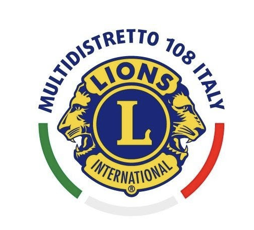 MULTIDISTRETTO 108 ITALY
LIONS
L
INTERNATIONAL
®